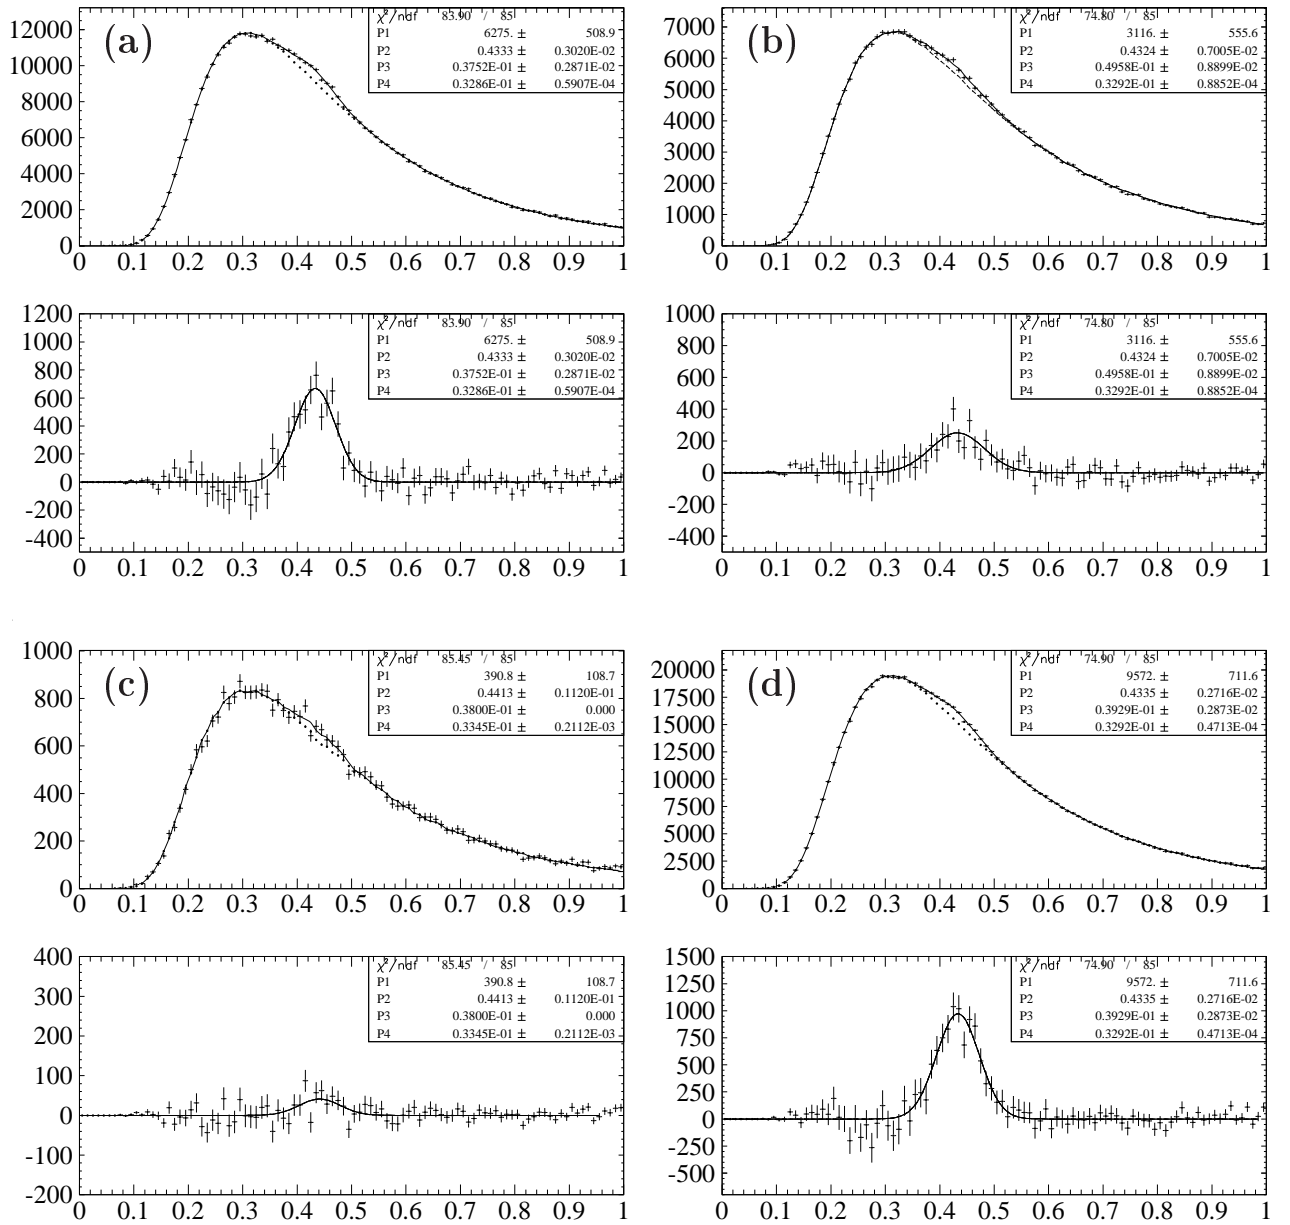 (a)
χ²/ndf 83.90 / 85
P1 6275. ± 508.9
P2 0.4333 ± 0.3020E-02
P3 0.3752E-01 ± 0.2871E-02
P4 0.3286E-01 ± 0.5907E-04
12000
10000
8000
6000
4000
2000
0
0 0.1 0.2 0.3 0.4 0.5 0.6 0.7 0.8 0.9 1
(b)
χ²/ndf 74.80 / 85
P1 3116. ± 555.6
P2 0.4324 ± 0.7005E-02
P3 0.4958E-01 ± 0.8899E-02
P4 0.3292E-01 ± 0.8852E-04
7000
6000
5000
4000
3000
2000
1000
0
0 0.1 0.2 0.3 0.4 0.5 0.6 0.7 0.8 0.9 1
χ²/ndf 83.90 / 85
P1 6275. ± 508.9
P2 0.4333 ± 0.3020E-02
P3 0.3752E-01 ± 0.2871E-02
P4 0.3286E-01 ± 0.5907E-04
1200
1000
800
600
400
200
0
-200
-400
0 0.1 0.2 0.3 0.4 0.5 0.6 0.7 0.8 0.9 1
χ²/ndf 74.80 / 85
P1 3116. ± 555.6
P2 0.4324 ± 0.7005E-02
P3 0.4958E-01 ± 0.8899E-02
P4 0.3292E-01 ± 0.8852E-04
1000
800
600
400
200
0
-200
-400
0 0.1 0.2 0.3 0.4 0.5 0.6 0.7 0.8 0.9 1
(c)
χ²/ndf 85.45 / 85
P1 390.8 ± 108.7
P2 0.4413 ± 0.1120E-01
P3 0.3800E-01 ± 0.000
P4 0.3345E-01 ± 0.2112E-03
1000
800
600
400
200
0
0 0.1 0.2 0.3 0.4 0.5 0.6 0.7 0.8 0.9 1
(d)
χ²/ndf 74.90 / 85
P1 9572. ± 711.6
P2 0.4335 ± 0.2716E-02
P3 0.3929E-01 ± 0.2873E-02
P4 0.3292E-01 ± 0.4713E-04
20000
17500
15000
12500
10000
7500
5000
2500
0
0 0.1 0.2 0.3 0.4 0.5 0.6 0.7 0.8 0.9 1
χ²/ndf 85.45 / 85
P1 390.8 ± 108.7
P2 0.4413 ± 0.1120E-01
P3 0.3800E-01 ± 0.000
P4 0.3345E-01 ± 0.2112E-03
400
300
200
100
0
-100
-200
0 0.1 0.2 0.3 0.4 0.5 0.6 0.7 0.8 0.9 1
χ²/ndf 74.90 / 85
P1 9572. ± 711.6
P2 0.4335 ± 0.2716E-02
P3 0.3929E-01 ± 0.2873E-02
P4 0.3292E-01 ± 0.4713E-04
1500
1250
1000
750
500
250
0
-250
-500
0 0.1 0.2 0.3 0.4 0.5 0.6 0.7 0.8 0.9 1